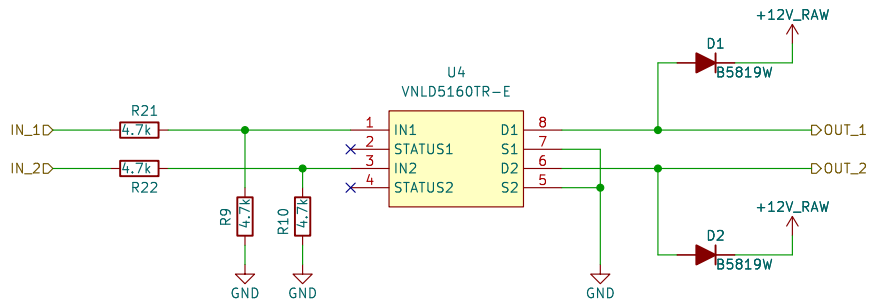 +12V_RAW
D1
B5819W
U4
VNLD5160TR-E
R21
IN_1
4.7k
1
IN1
D1
8
OUT_1
2
STATUS1
S1
7
IN_2
4.7k
3
IN2
D2
6
OUT_2
R22
4
STATUS2
S2
5
R9
4.7k
R10
4.7k
+12V_RAW
D2
B5819W
GND
GND
GND